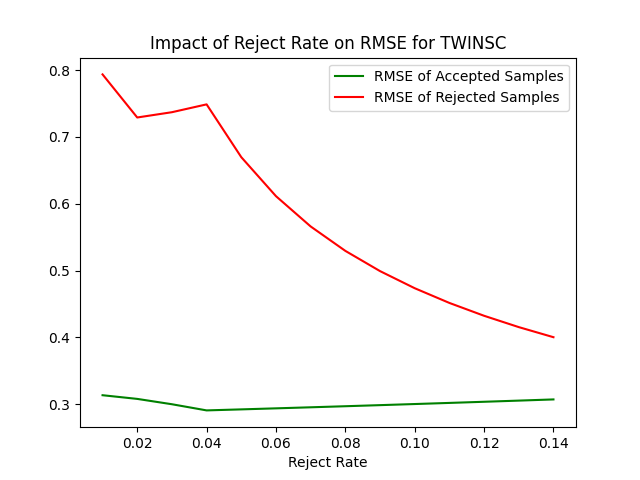 Impact of Reject Rate on RMSE for TWINSC
RMSE of Accepted Samples
RMSE of Rejected Samples
0.8
0.7
0.6
0.5
0.4
0.3
0.02 0.04 0.06 0.08 0.10 0.12 0.14
Reject Rate